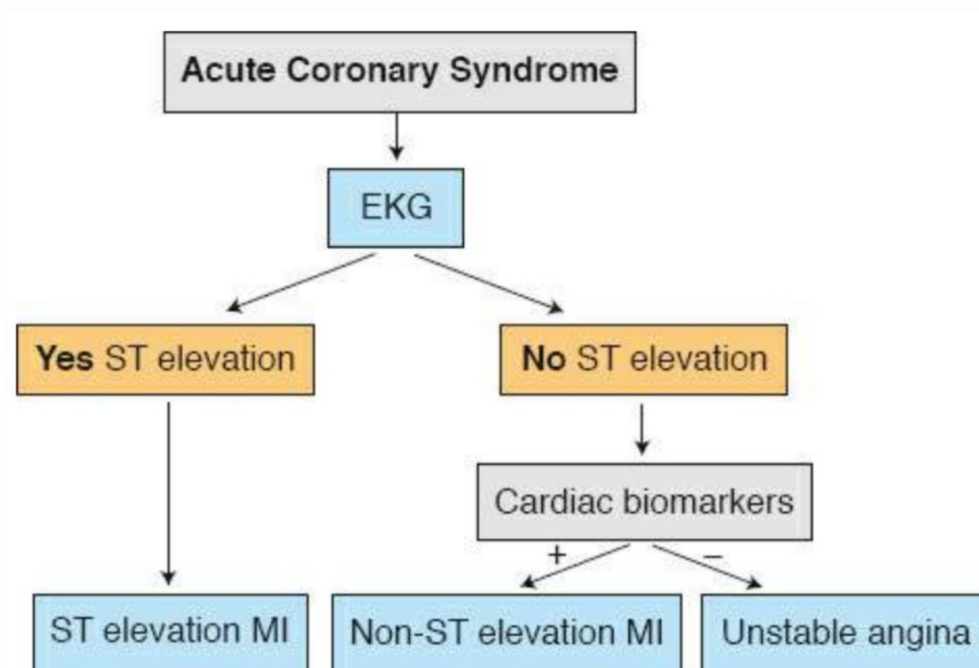 Acute Coronary Syndrome
EKG
Yes ST elevation
No ST elevation
Cardiac biomarkers
+
–
ST elevation MI
Non-ST elevation MI
Unstable angina